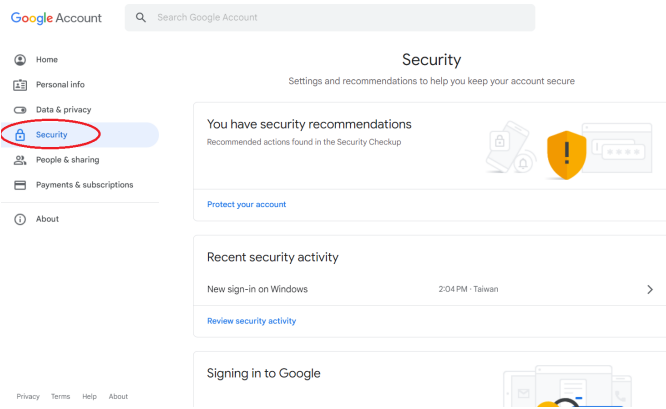 Google Account
Search Google Account
Home
Personal info
Data & privacy
Security
People & sharing
Payments & subscriptions
About
Privacy Terms Help About
Security
Settings and recommendations to help you keep your account secure
You have security recommendations
Recommended actions found in the Security Checkup
Protect your account
Recent security activity
New sign-in on Windows 2:04 PM · Taiwan
Review security activity
Signing in to Google